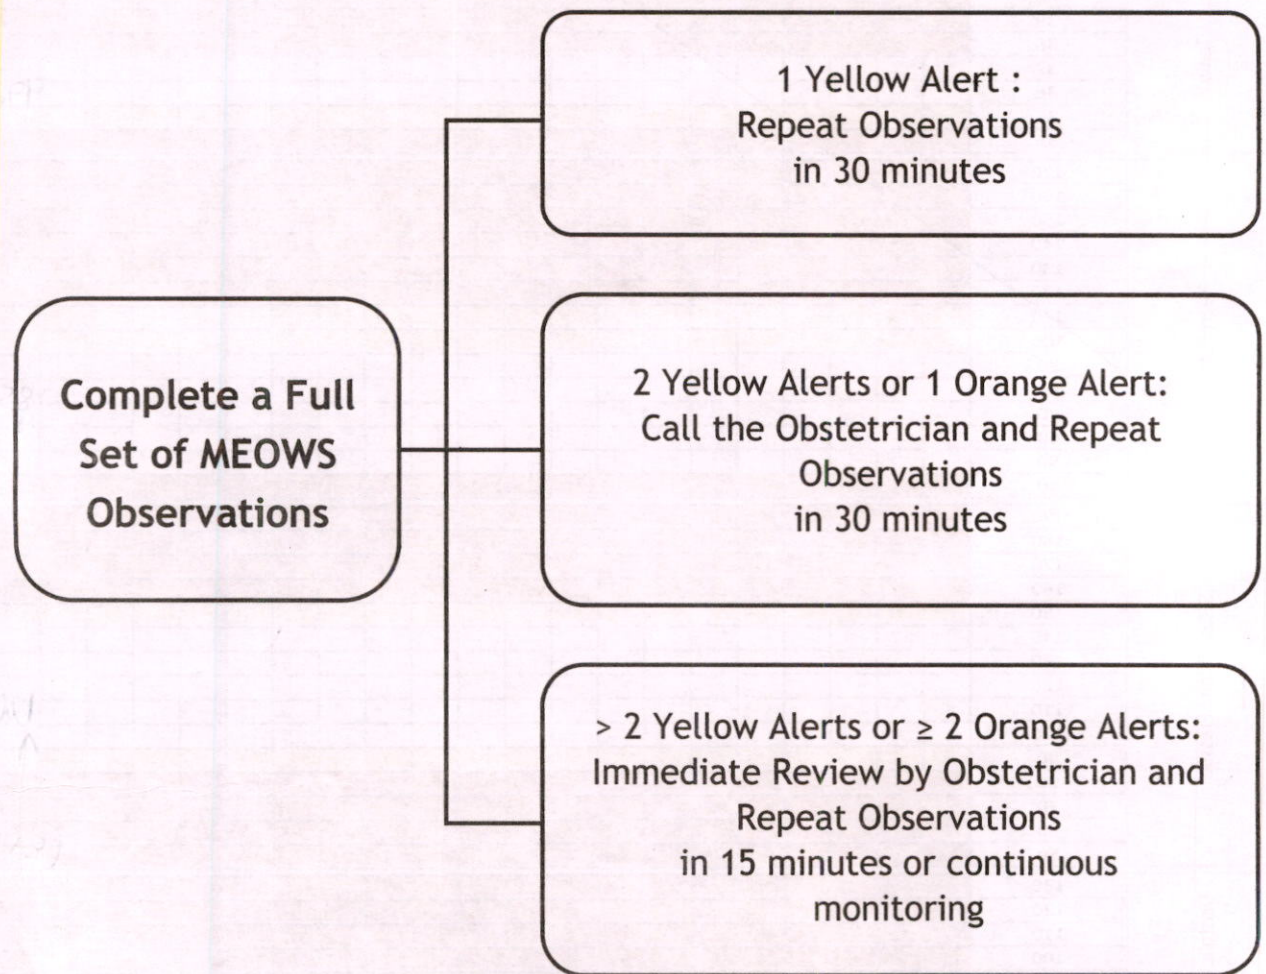 Complete a Full
Set of MEOWS
Observations
1 Yellow Alert :
Repeat Observations
in 30 minutes
2 Yellow Alerts or 1 Orange Alert:
Call the Obstetrician and Repeat
Observations
in 30 minutes
> 2 Yellow Alerts or ≥ 2 Orange Alerts:
Immediate Review by Obstetrician and
Repeat Observations
in 15 minutes or continuous
monitoring